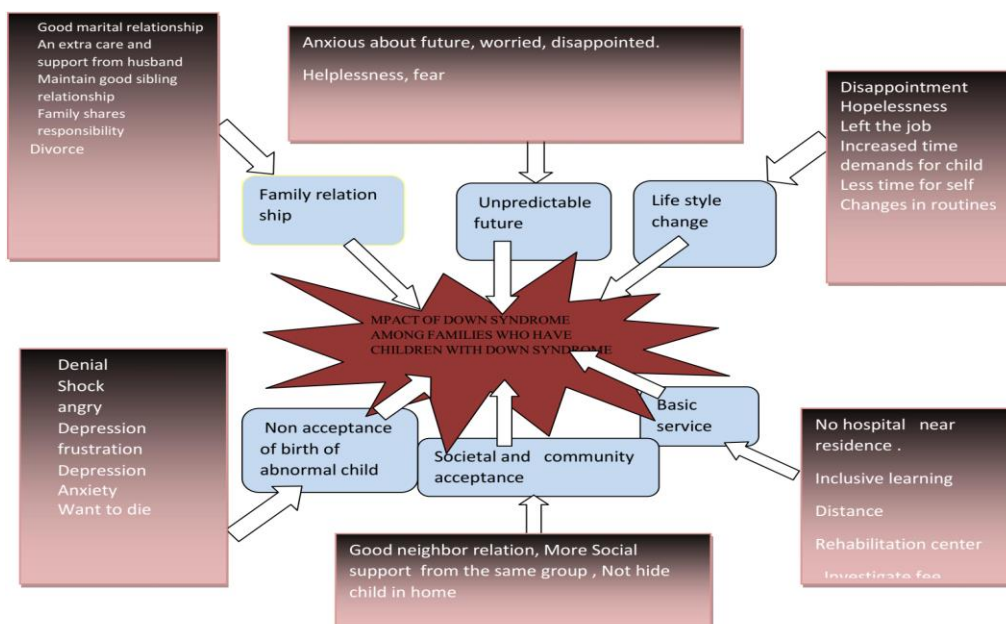 Good marital relationship
An extra care and
support from husband
Maintain good sibling
relationship
Family shares
responsibility
Divorce
Anxious about future, worried, disappointed.
Helplessness, fear
Disappointment
Hopelessness
Left the job
Increased time
demands for child
Less time for self
Changes in routines
Family relation
ship
Unpredictable
future
Life style
change
MPACT OF DOWN SYNDROME
AMONG FAMILIES WHO HAVE
CHILDREN WITH DOWN SYNDROME
Denial
Shock
angry
Depression
frustration
Depression
Anxiety
Want to die
Non acceptance
of birth of
abnormal child
Societal and community
acceptance
Basic
service
No hospital near
residence .
Inclusive learning
Distance
Rehabilitation center
Investigate fee
Good neighbor relation, More Social
support from the same group , Not hide
child in home